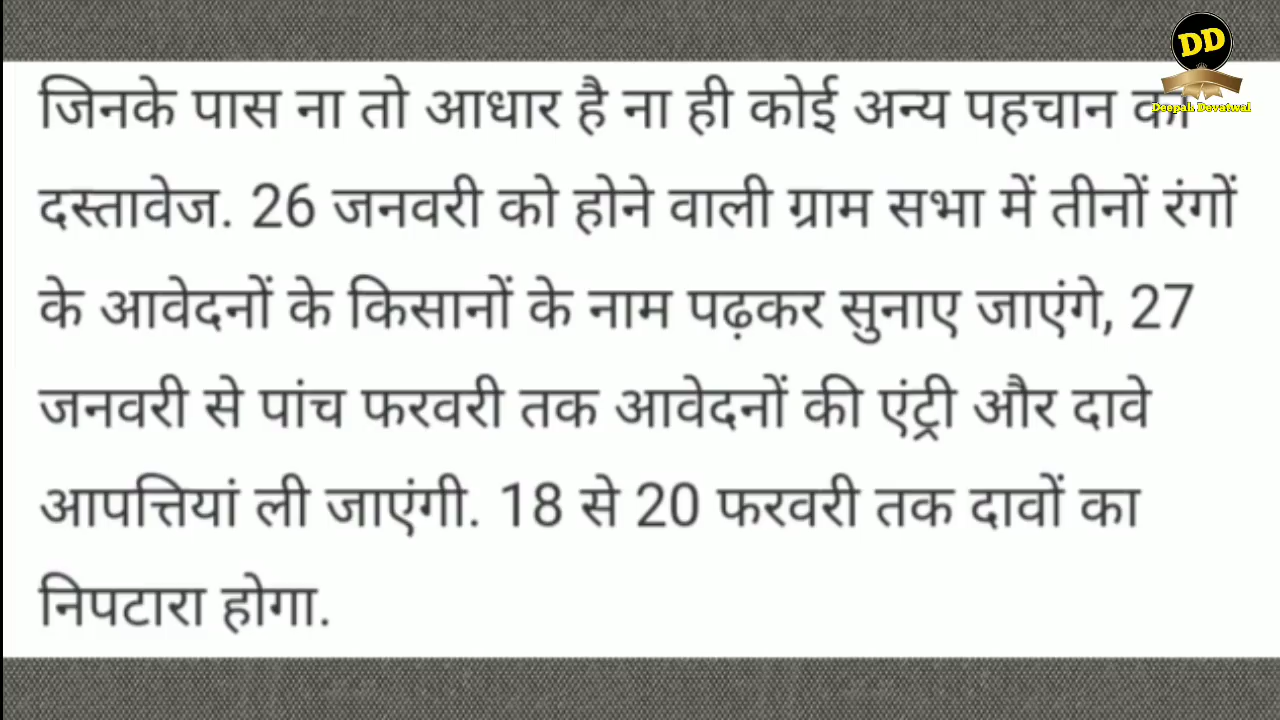 DD
Deepak Devatwal
जिनके पास ना तो आधार है ना ही कोई अन्य पहचान का
दस्तावेज. 26 जनवरी को होने वाली ग्राम सभा में तीनों रंगों
के आवेदनों के किसानों के नाम पढ़कर सुनाए जाएंगे, 27
जनवरी से पांच फरवरी तक आवेदनों की एंट्री और दावे
आपत्तियां ली जाएंगी. 18 से 20 फरवरी तक दावों का
निपटारा होगा.